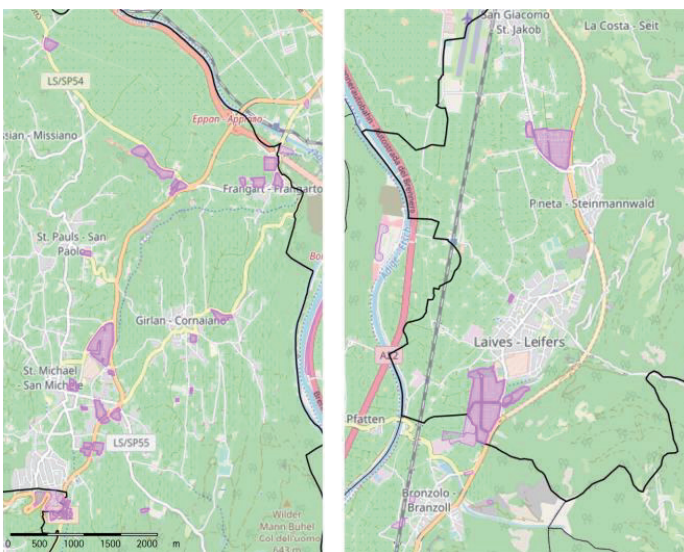 LS/SP54
Eppan - Appiano
sian - Missiano
Frangart - Frangarto
St. Pauls - San
Paolo
Girlan - Cornaiano
St. Michael
San Michele
LS/SP55
Wilder
Mann Bühel
Col dell'uomo
643 m
0 500 1000 1500 2000 m
San Giacomo
St. Jakob
La Costa - Seit
Pineta - Steinmannwald
Laives - Leifers
A22
Pfatten
Bronzolo -
Branzoll